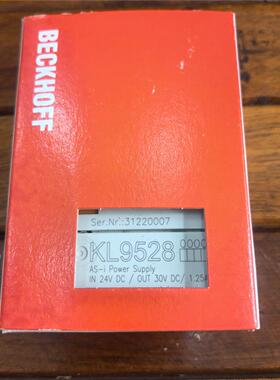 BECKHOFF
Ser.Nr.:31220007
KL9528
AS-i Power Supply
IN 24V DC / OUT 30V DC/ 1.25A